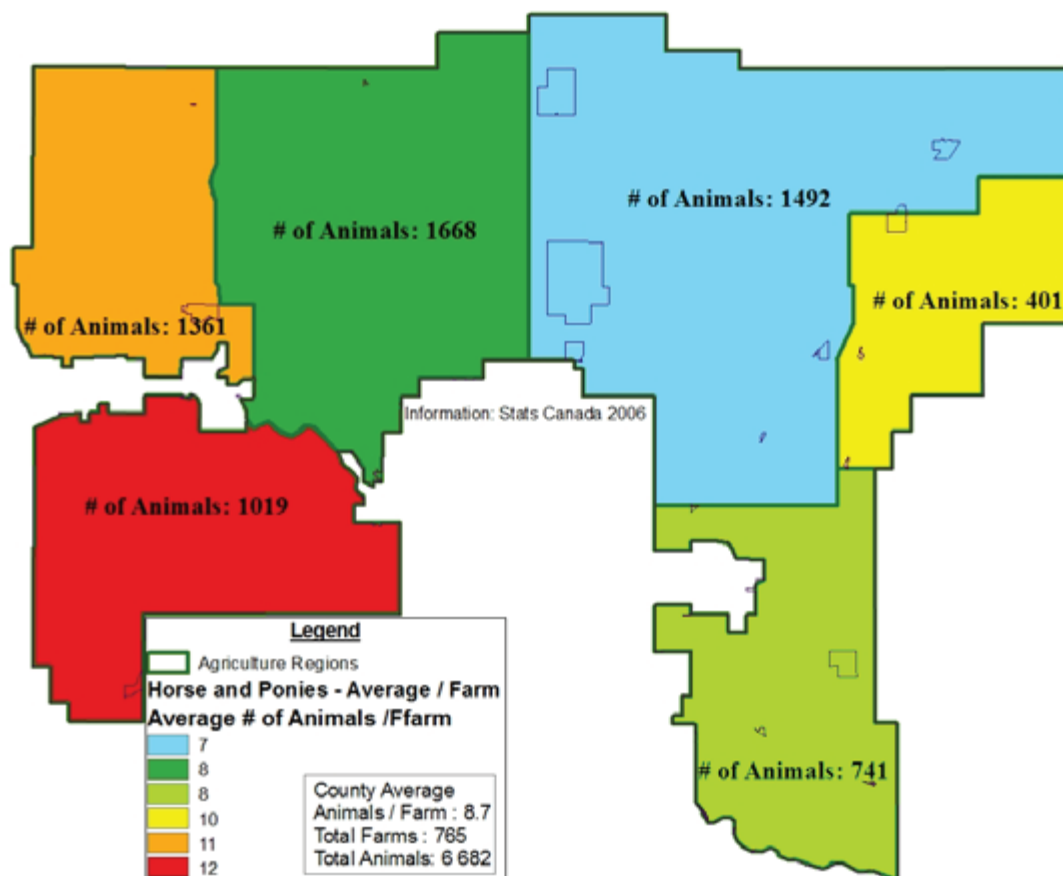 # of Animals: 1492
# of Animals: 1668
# of Animals: 401
# of Animals: 1361
Information: Stats Canada 2006
# of Animals: 1019
Legend
Agriculture Regions
Horse and Ponies - Average / Farm
Average # of Animals /Ffarm
7
8
8
10
11
12
County Average
Animals / Farm : 8.7
Total Farms : 765
Total Animals: 6 682
# of Animals: 741